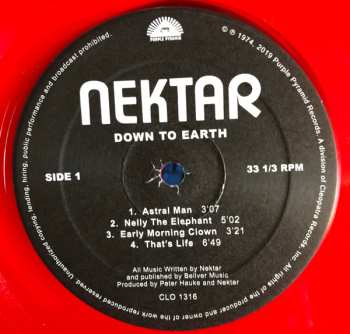 PURPLE PYRAMID
NEKTAR
DOWN TO EARTH
SIDE 1
33 1/3 RPM
1. Astral Man 3'07
2. Nelly The Elephant 5'02
3. Early Morning Clown 3'21
4. That's Life 6'49
All Music Written by Nektar
and published by Bellver Music
Produced by Peter Hauke and Nektar
CLO 1316
Unauthorized copying, lending, hiring, public performance and broadcast prohibited.
℗ © 1974, 2019 Purple Pyramid Records, A division of Cleopatra Records Inc. All rights of the producer and owner of the work reserved.